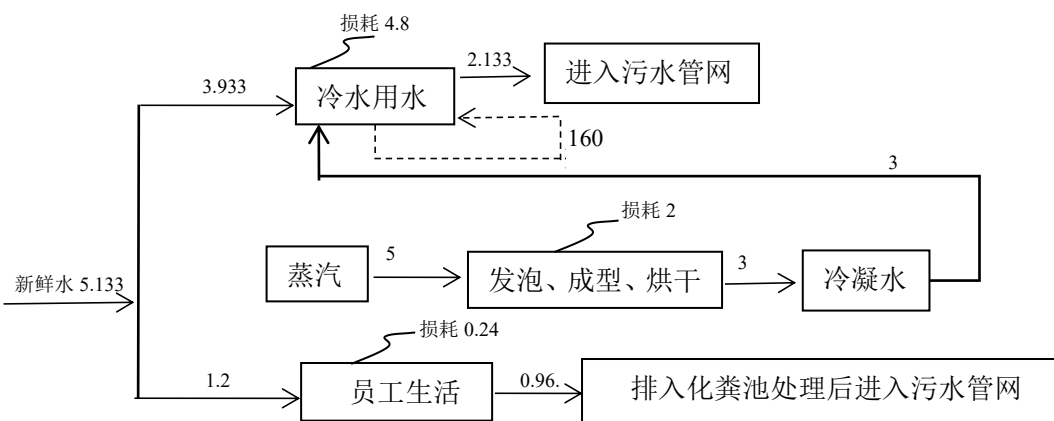 损耗 4.8
2.133
进入污水管网
3.933
冷水用水
160
3
损耗 2
蒸汽
5
发泡、成型、烘干
3
冷凝水
新鲜水 5.133
损耗 0.24
1.2
员工生活
0.96.
排入化粪池处理后进入污水管网